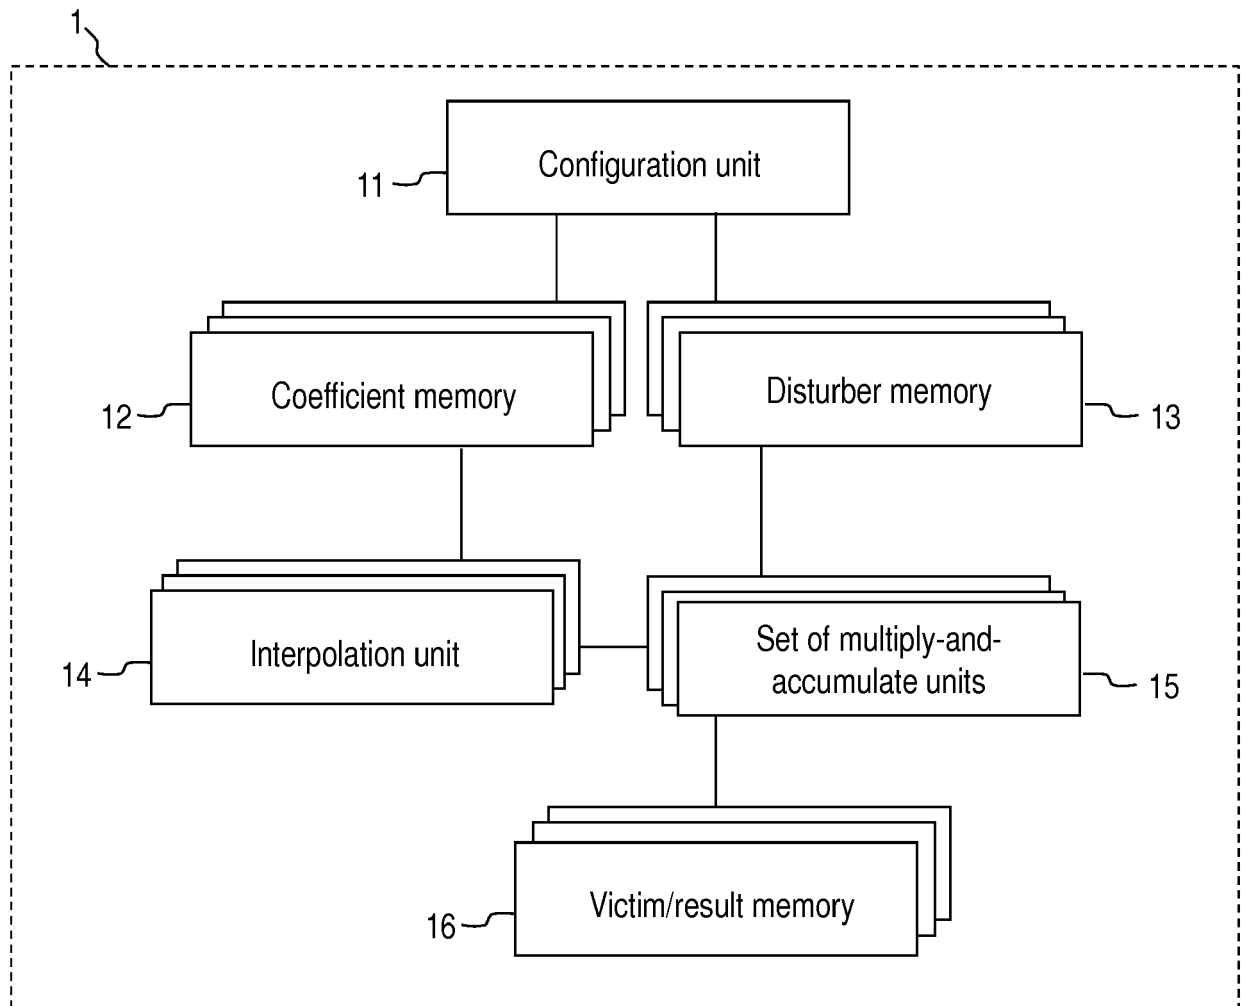 1
Configuration unit
11
Coefficient memory
Disturber memory
12
13
Interpolation unit
Set of multiply-and-
accumulate units
14
15
Victim/result memory
16